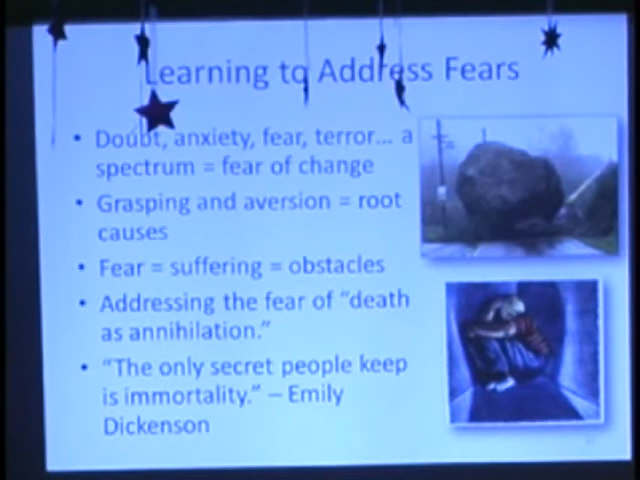 Learning to Address Fears
• Doubt, anxiety, fear, terror... a
spectrum = fear of change
• Grasping and aversion = root
causes
• Fear = suffering = obstacles
• Addressing the fear of “death
as annihilation.”
• “The only secret people keep
is immortality.” – Emily
Dickenson